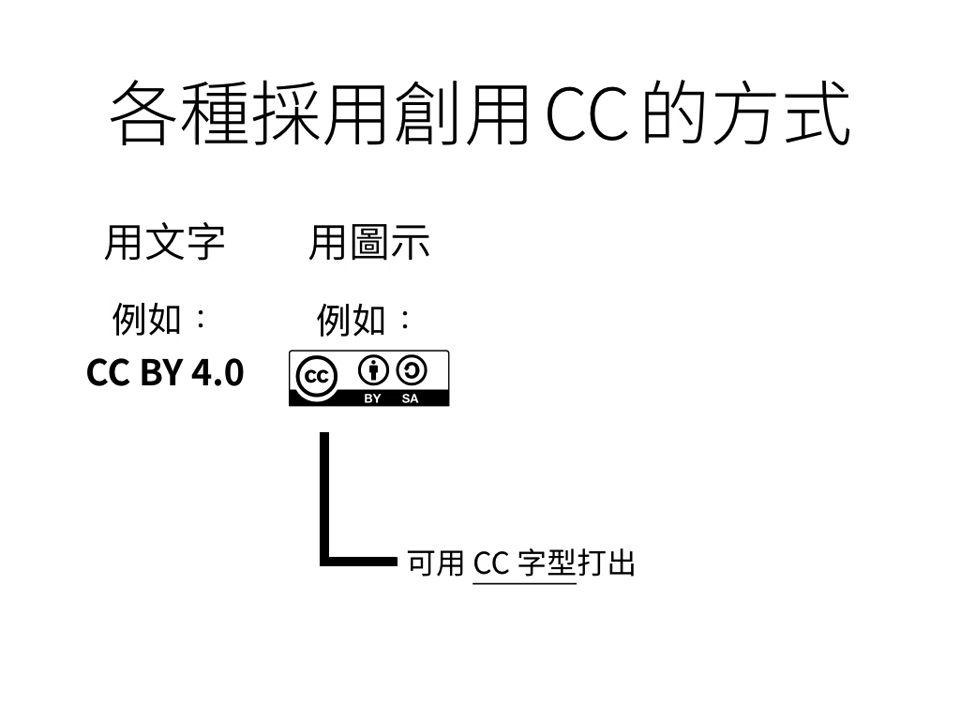 各種採用創用CC的方式
用文字
例如：
CC BY 4.0
用圖示
例如：
cc BY SA
可用 CC 字型打出